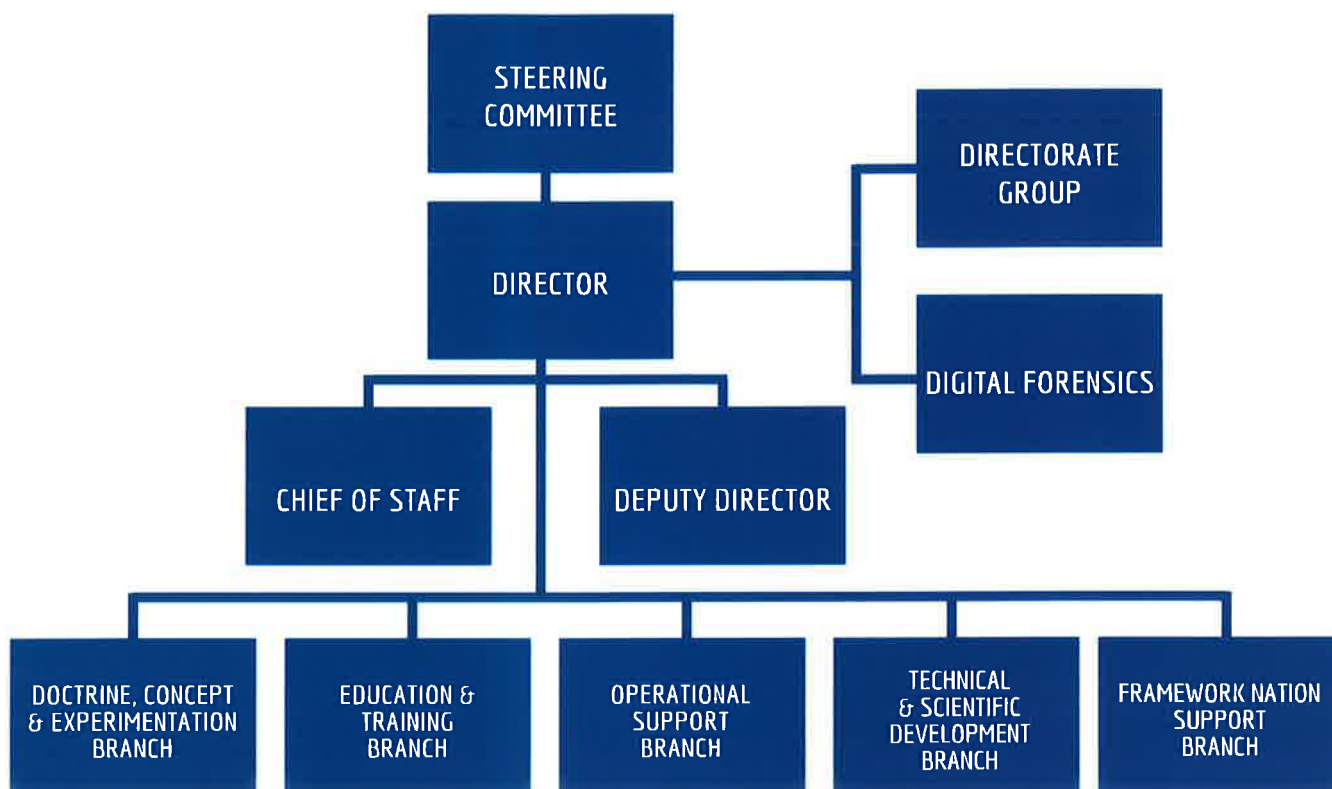 STEERING
COMMITTEE
DIRECTORATE
GROUP
DIRECTOR
DIGITAL FORENSICS
CHIEF OF STAFF
DEPUTY DIRECTOR
DOCTRINE, CONCEPT
& EXPERIMENTATION
BRANCH
EDUCATION &
TRAINING
BRANCH
OPERATIONAL
SUPPORT
BRANCH
TECHNICAL
& SCIENTIFIC
DEVELOPMENT
BRANCH
FRAMEWORK NATION
SUPPORT
BRANCH